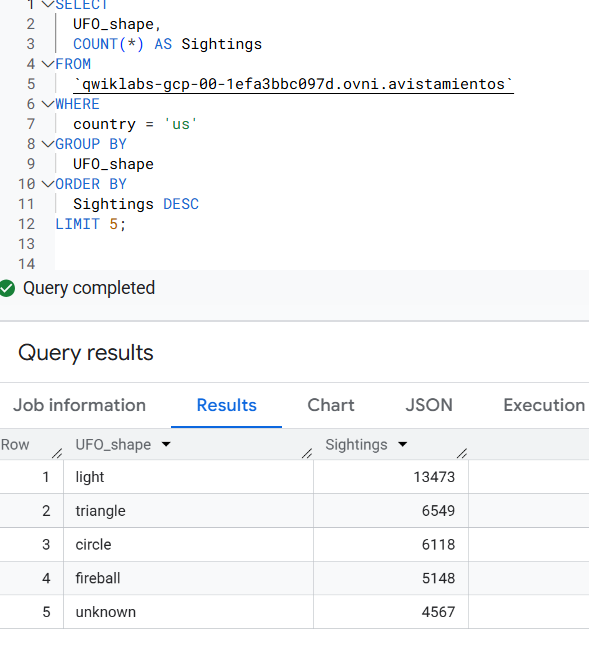 1 SELECT
2 UFO_shape,
3 COUNT(*) AS Sightings
4 FROM
5 `qwiklabs-gcp-00-1efa3bbc097d.ovni.avistamientos`
6 WHERE
7 country = 'us'
8 GROUP BY
9 UFO_shape
10 ORDER BY
11 Sightings DESC
12 LIMIT 5;
13
14
Query completed
Query results
Job information Results Chart JSON Execution
Row UFO_shape Sightings
1 light 13473
2 triangle 6549
3 circle 6118
4 fireball 5148
5 unknown 4567